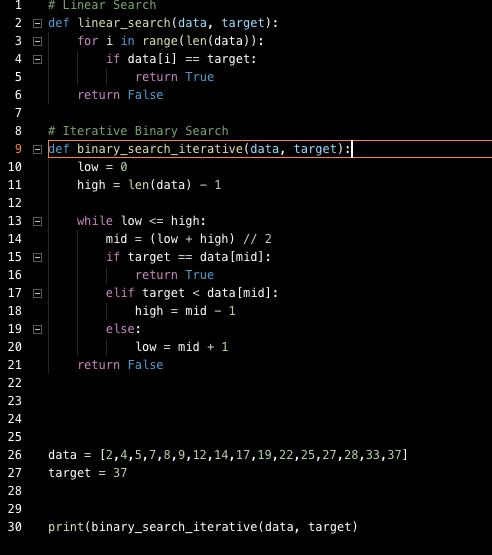 1 # Linear Search
2 def linear_search(data, target):
3     for i in range(len(data)):
4         if data[i] == target:
5             return True
6     return False
7
8 # Iterative Binary Search
9 def binary_search_iterative(data, target):
10     low = 0
11     high = len(data) - 1
12
13     while low <= high:
14         mid = (low + high) // 2
15         if target == data[mid]:
16             return True
17         elif target < data[mid]:
18             high = mid - 1
19         else:
20             low = mid + 1
21     return False
22
23
24
25
26 data = [2,4,5,7,8,9,12,14,17,19,22,25,27,28,33,37]
27 target = 37
28
29
30 print(binary_search_iterative(data, target)